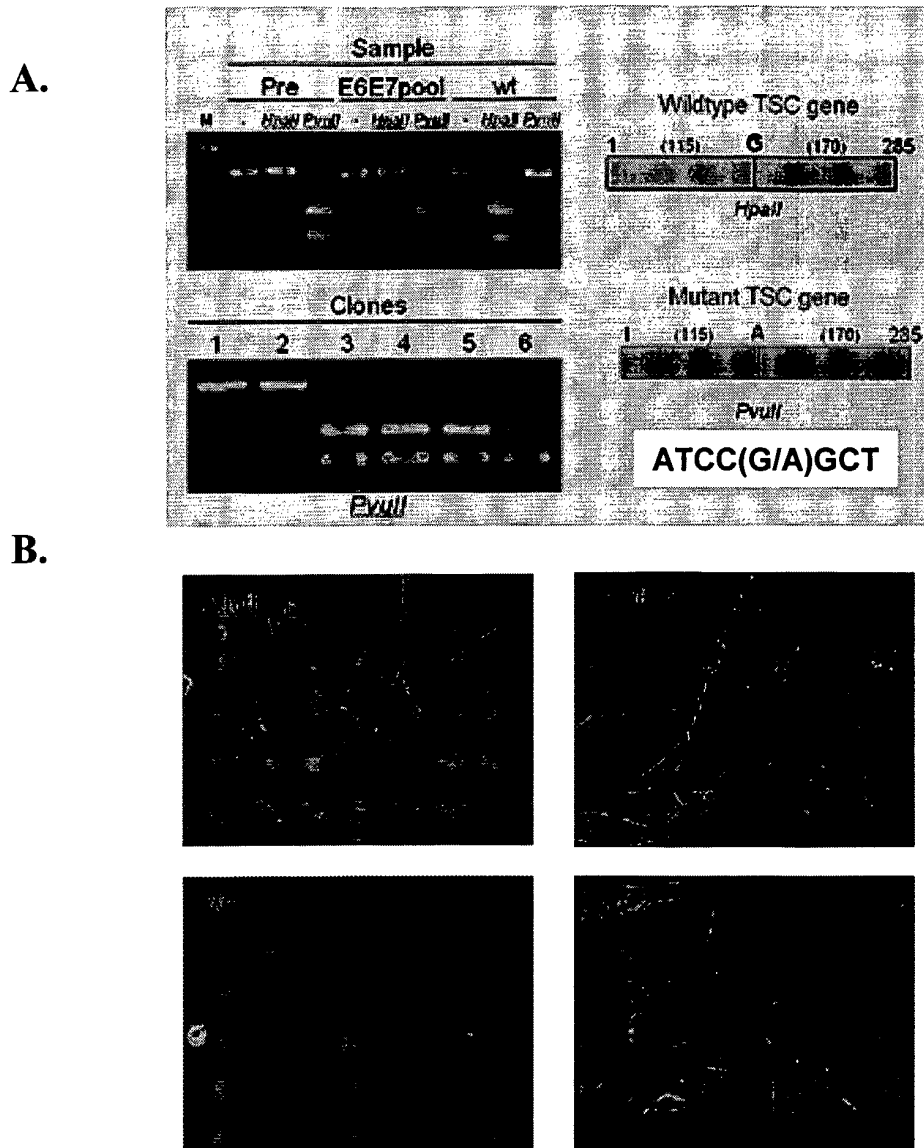 A.
Sample
Pre E6E7pool wt
M - HpaII PvuII - HpaII PvuII - HpaII PvuII
Clones
1 2 3 4 5 6
PvuII
Wildtype TSC gene
1 (115) G (170) 285
HpaII
Mutant TSC gene
1 (115) A (170) 285
PvuII
ATCC(G/A)GCT
B.